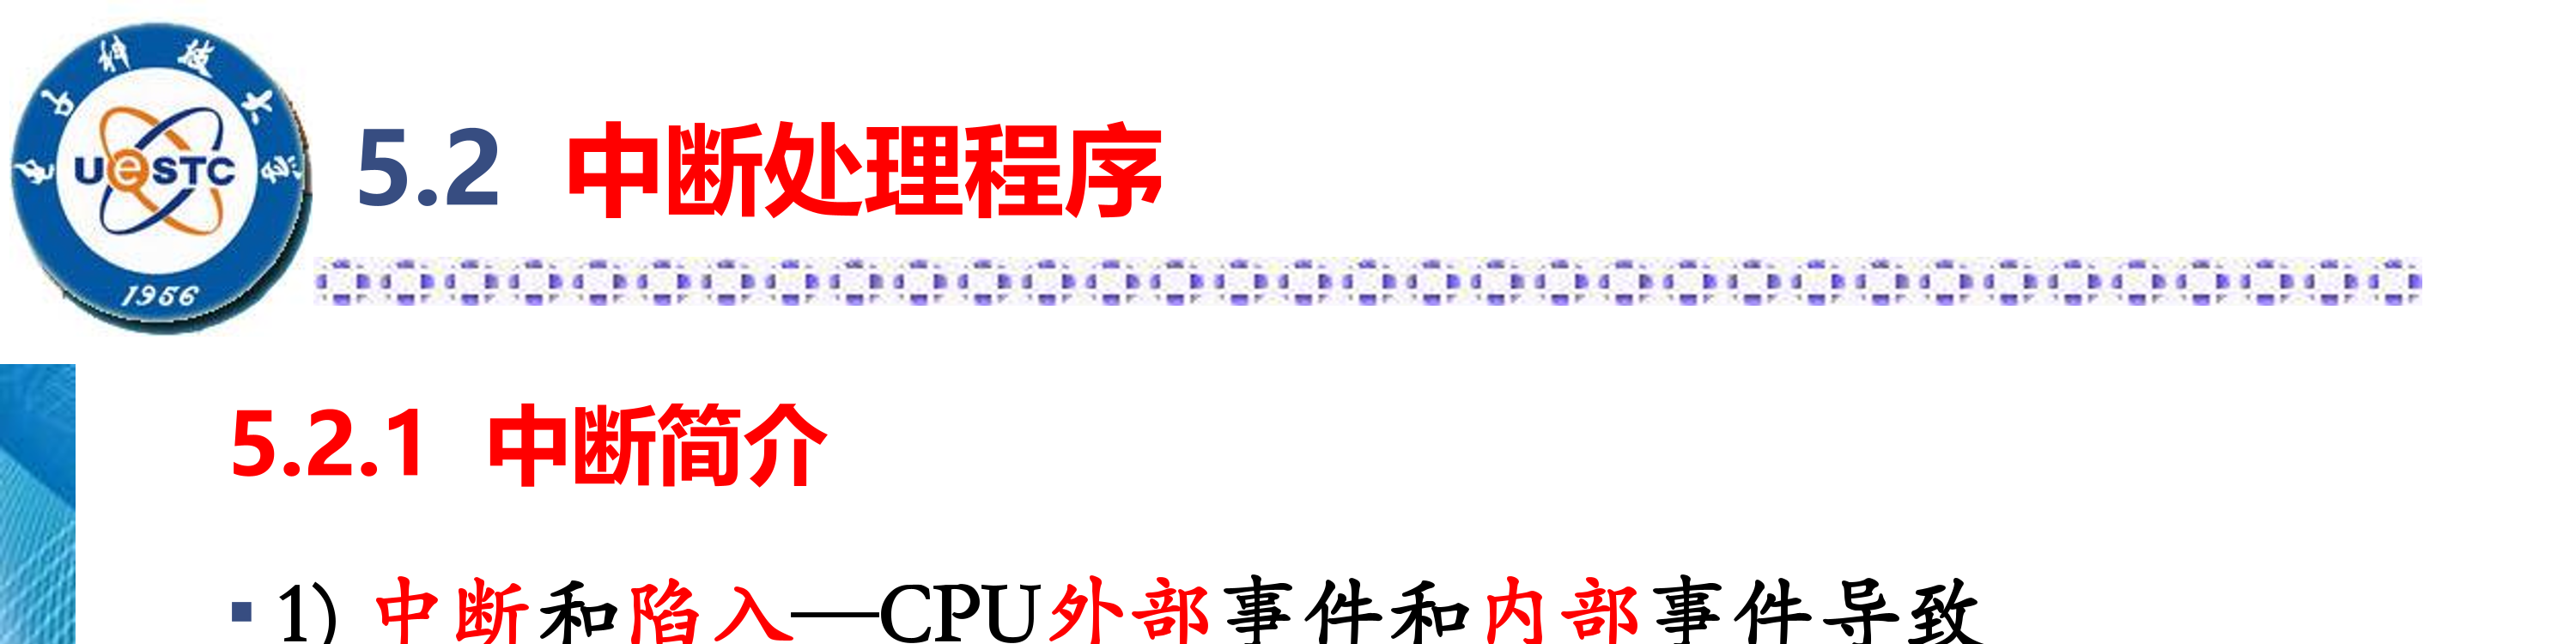 电子科技大学
UeSTC
1956
5.2 中断处理程序
5.2.1 中断简介
▪ 1) 中断和陷入—CPU外部事件和内部事件导致